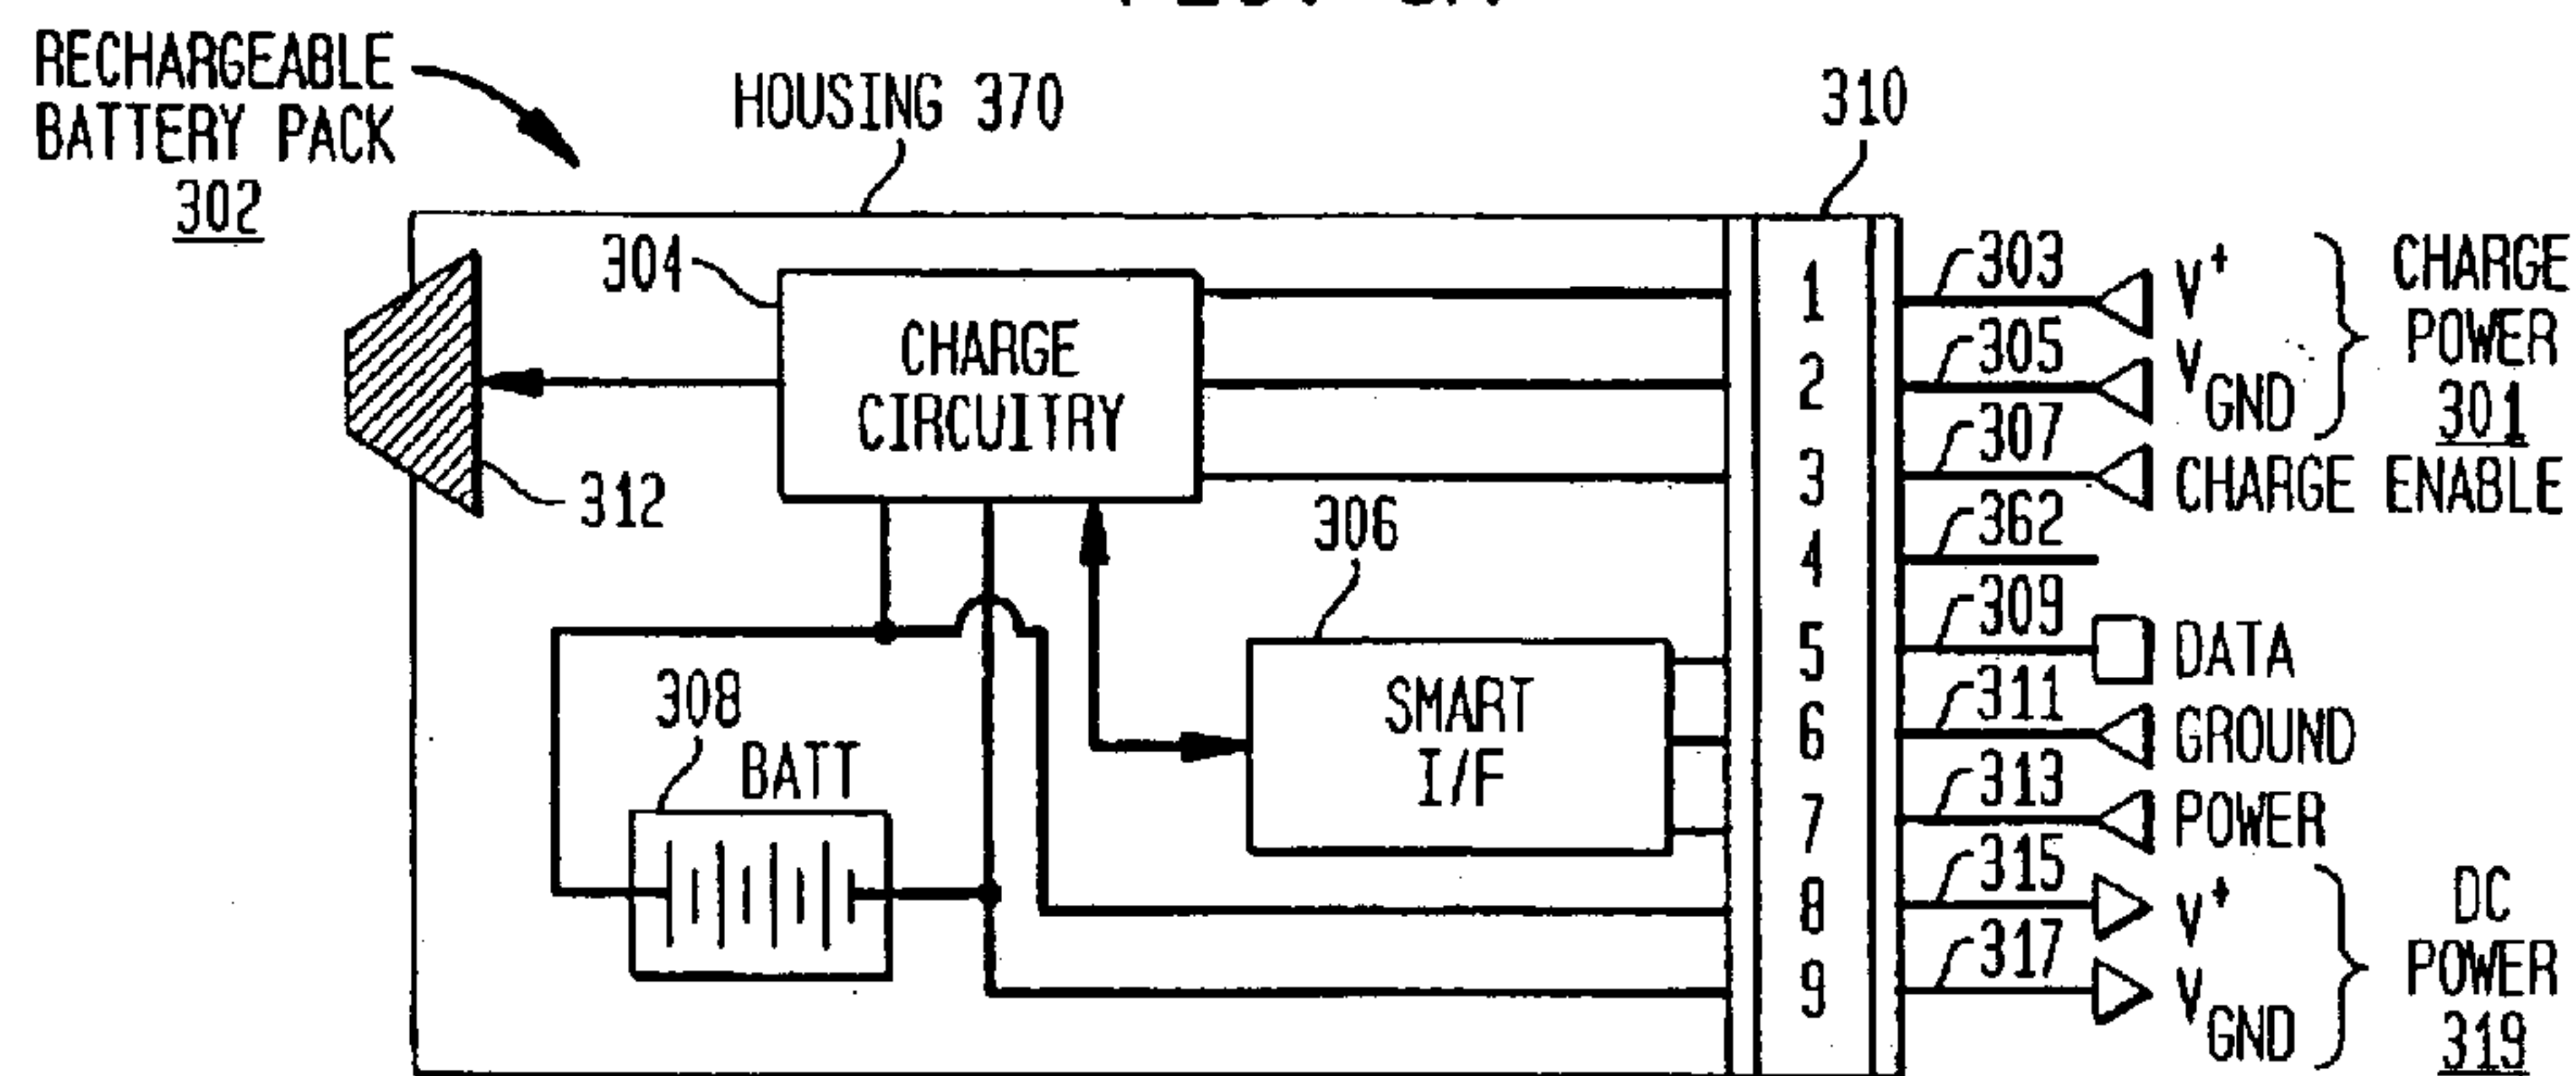 RECHARGEABLE
BATTERY PACK
302
HOUSING 370
310
304
CHARGE
CIRCUITRY
312
306
SMART
I/F
308
BATT
1
2
3
4
5
6
7
8
9
303
V+
305
VGND
CHARGE
POWER
301
307
CHARGE ENABLE
362
309
DATA
311
GROUND
313
POWER
315
V+
317
VGND
DC
POWER
319